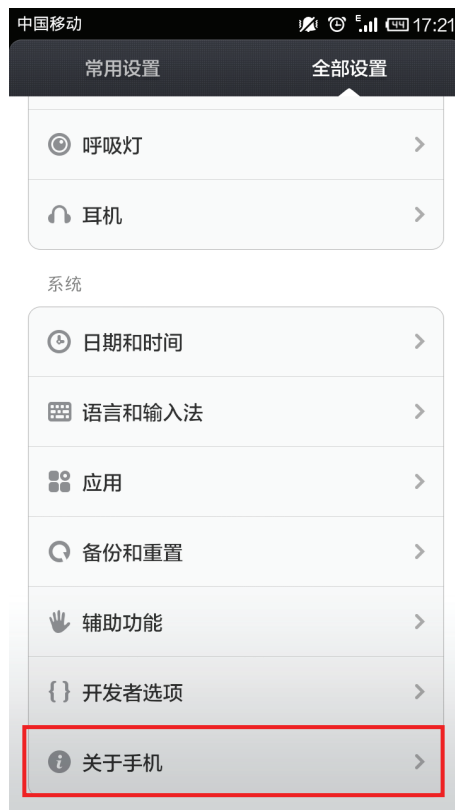 中国移动 E 44 17:21
常用设置 全部设置
呼吸灯
耳机
系统
日期和时间
语言和输入法
应用
备份和重置
辅助功能
{ } 开发者选项
关于手机